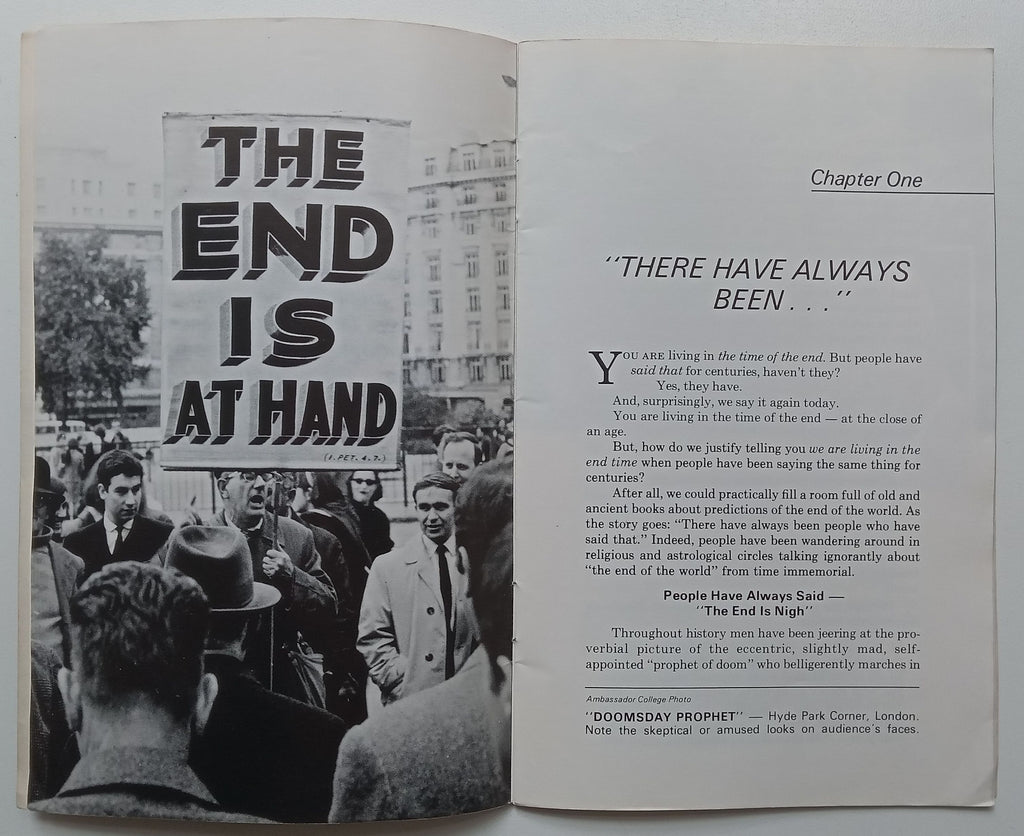 THE
END
IS
AT HAND
(1. PET. 4. 7.)
Chapter One
"THERE HAVE ALWAYS
BEEN . . . "
YOU ARE living in the time of the end. But people have
said that for centuries, haven't they?
Yes, they have.
And, surprisingly, we say it again today.
You are living in the time of the end — at the close of
an age.
But, how do we justify telling you we are living in the
end time when people have been saying the same thing for
centuries?
After all, we could practically fill a room full of old and
ancient books about predictions of the end of the world. As
the story goes: "There have always been people who have
said that." Indeed, people have been wandering around in
religious and astrological circles talking ignorantly about
"the end of the world" from time immemorial.
People Have Always Said —
"The End Is Nigh"
Throughout history men have been jeering at the pro-
verbial picture of the eccentric, slightly mad, self-
appointed "prophet of doom" who belligerently marches in
Ambassador College Photo
"DOOMSDAY PROPHET" — Hyde Park Corner, London.
Note the skeptical or amused looks on audience's faces.